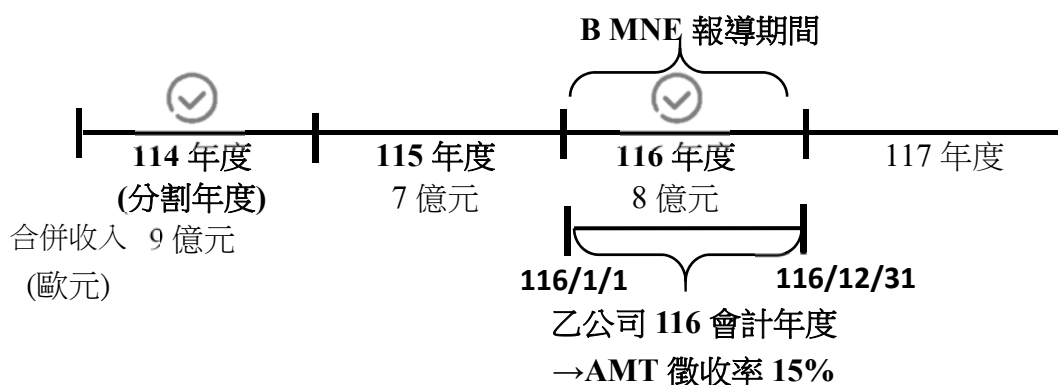 B MNE 報導期間
114 年度 115 年度 116 年度 117 年度
(分割年度) 7 億元 8 億元
合併收入 9 億元
(歐元)
116/1/1 116/12/31
乙公司 116 會計年度
→AMT 徵收率 15%